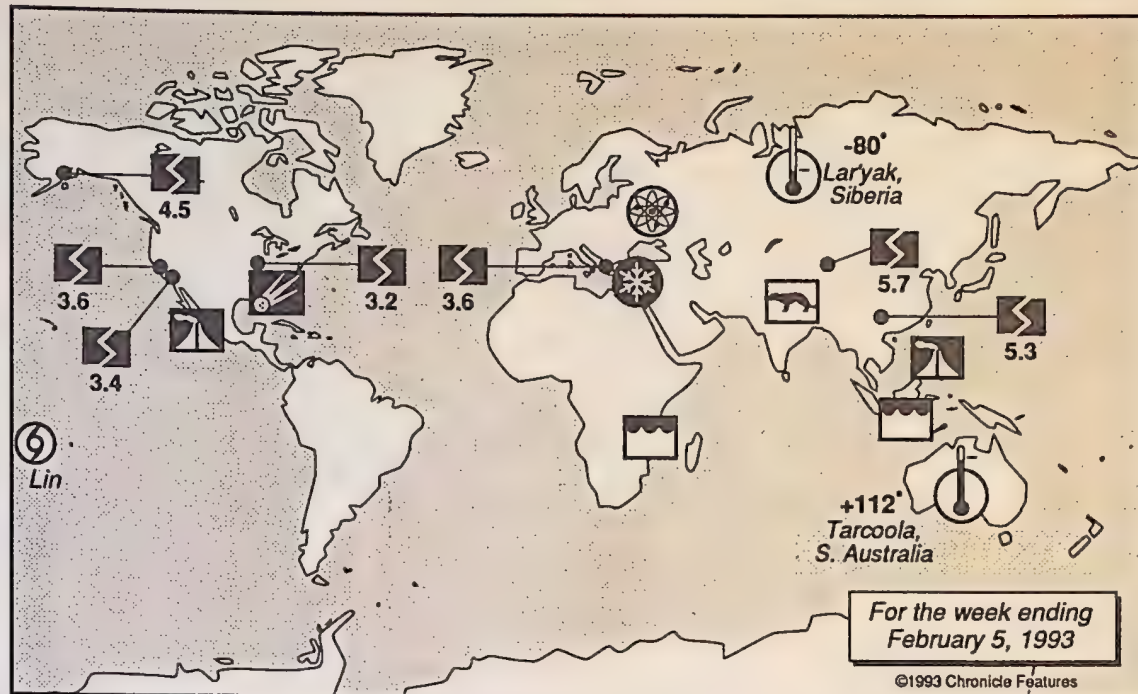 -80°
Lar'yak,
Siberia
4.5
3.6
3.2
3.6
5.7
5.3
3.4
Lin
+112°
Tarcoola,
S. Australia
For the week ending
February 5, 1993
©1993 Chronicle Features